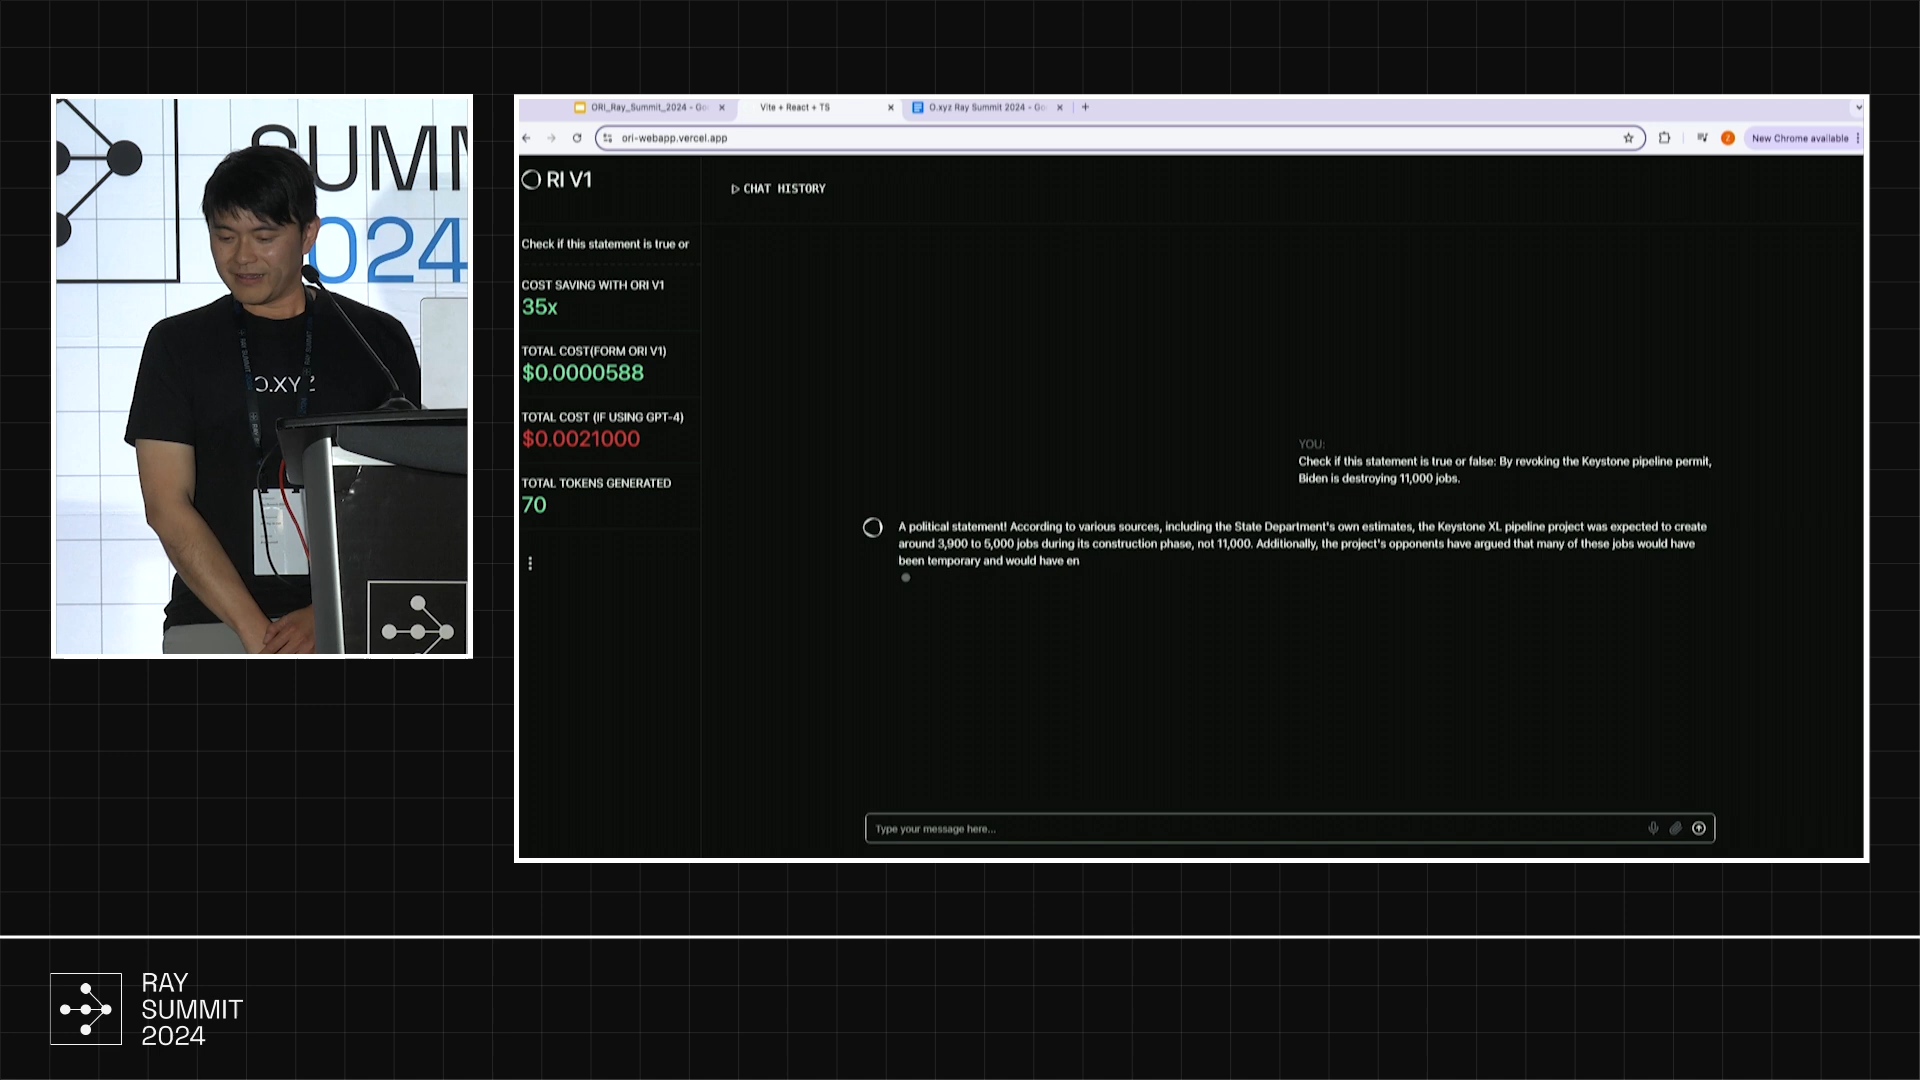 SUMM
2024
O.XYZ
ORI_Ray_Summit_2024 - Go
Vite + React + TS
O.xyz Ray Summit 2024 - Go
ori-webapp.vercel.app
New Chrome available
ORI V1
CHAT HISTORY
Check if this statement is true or
COST SAVING WITH ORI V1
35x
TOTAL COST(FORM ORI V1)
$0.0000588
TOTAL COST (IF USING GPT-4)
$0.0021000
TOTAL TOKENS GENERATED
70
YOU:
Check if this statement is true or false: By revoking the Keystone pipeline permit,
Biden is destroying 11,000 jobs.
A political statement! According to various sources, including the State Department's own estimates, the Keystone XL pipeline project was expected to create
around 3,900 to 5,000 jobs during its construction phase, not 11,000. Additionally, the project's opponents have argued that many of these jobs would have
been temporary and would have en
Type your message here...
RAY
SUMMIT
2024